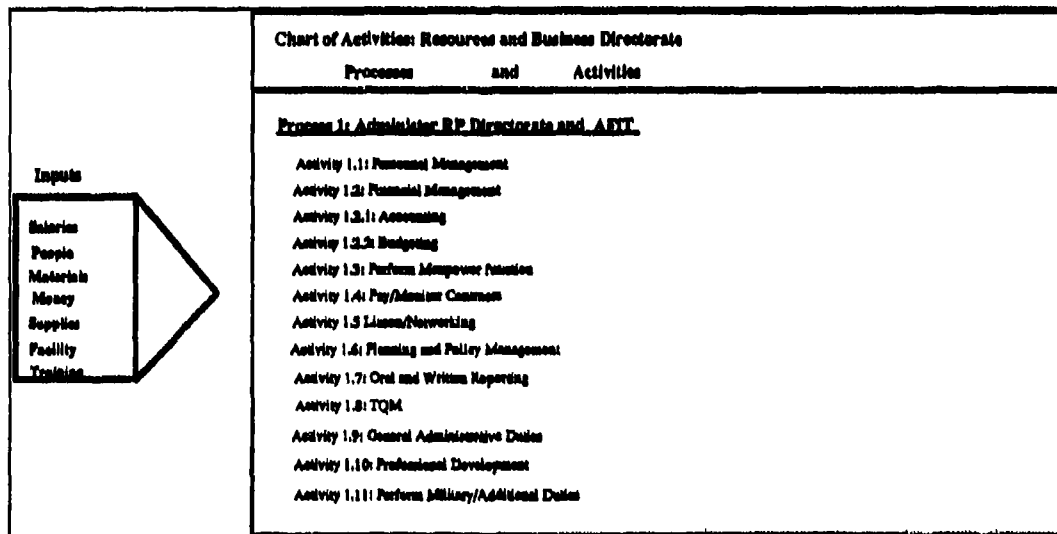 Chart of Activities: Resources and Business Directorate
Processes and Activities
Process 1: Administer RP Directorate and AFIT
Inputs
Salaries
People
Materials
Money
Supplies
Facility
Training
Activity 1.1: Personnel Management
Activity 1.2: Financial Management
Activity 1.2.1: Accounting
Activity 1.2.2: Budgeting
Activity 1.3: Perform Manpower function
Activity 1.4: Pay/Monitor Contracts
Activity 1.5 Liason/Networking
Activity 1.6: Planning and Policy Management
Activity 1.7: Oral and Written Reporting
Activity 1.8: TQM
Activity 1.9: General Administrative Duties
Activity 1.10: Professional Development
Activity 1.11: Perform Military/Additional Duties